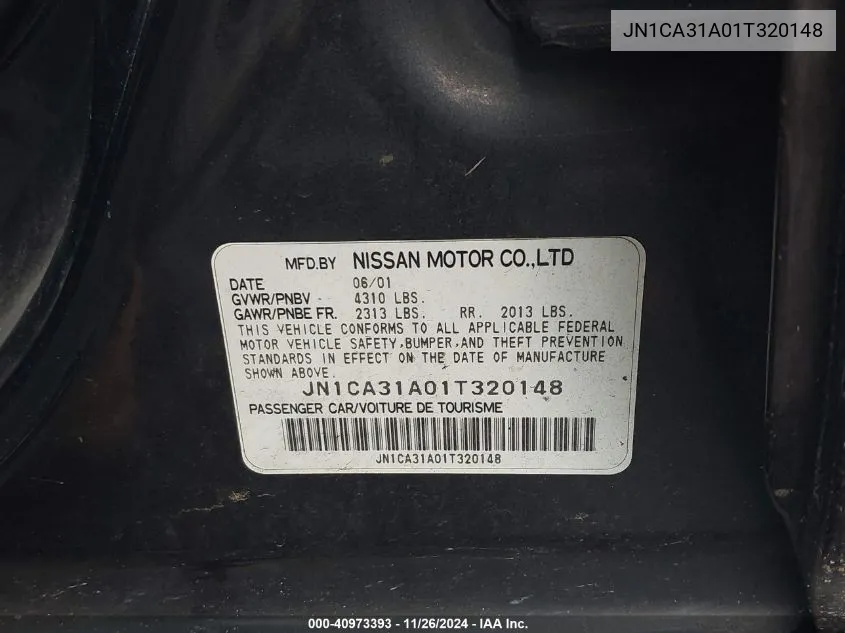 JN1CA31A01T320148
MFD.BY NISSAN MOTOR CO.,LTD
DATE 06/01
GVWR/PNBV 4310 LBS.
GAWR/PNBE FR. 2313 LBS. RR. 2013 LBS.
THIS VEHICLE CONFORMS TO ALL APPLICABLE FEDERAL
MOTOR VEHICLE SAFETY,BUMPER,AND THEFT PREVENTION
STANDARDS IN EFFECT ON THE DATE OF MANUFACTURE
SHOWN ABOVE.
JN1CA31A01T320148
PASSENGER CAR/VOITURE DE TOURISME
JN1CA31A01T320148
000-40973393 - 11/26/2024 - IAA Inc.